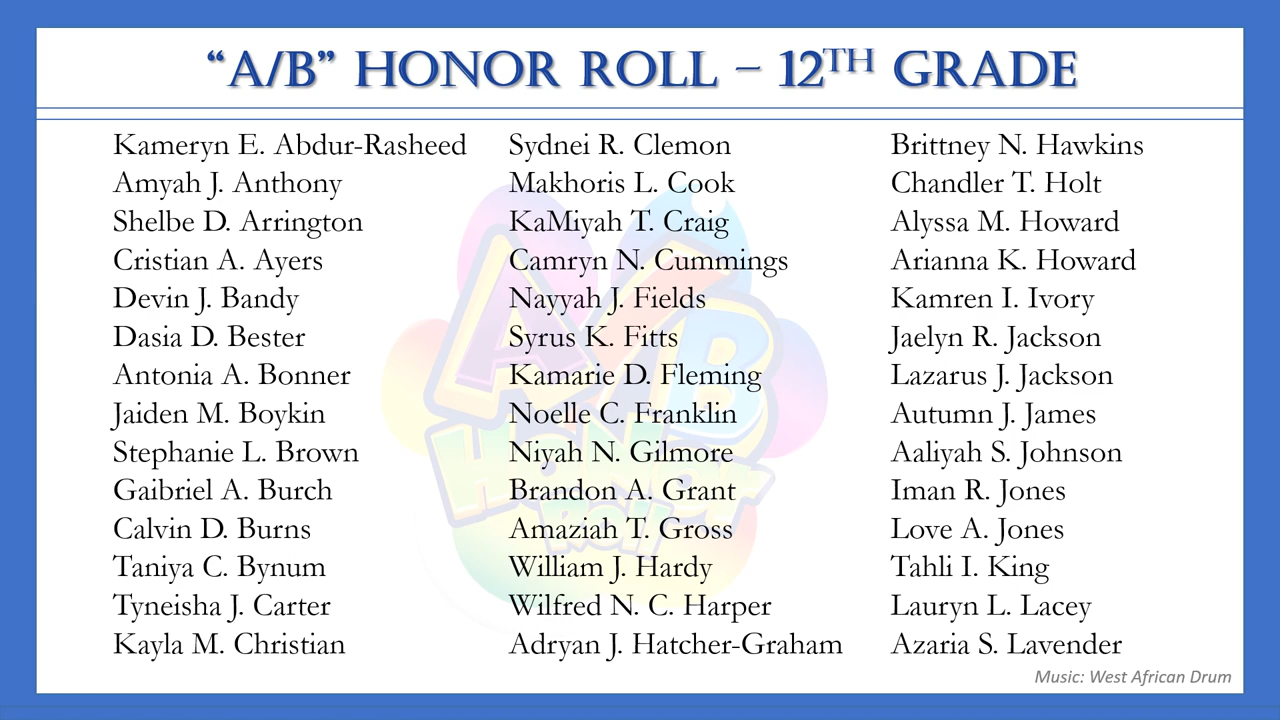 “A/B” HONOR ROLL – 12TH GRADE
Kameryn E. Abdur-Rasheed
Amyah J. Anthony
Shelbe D. Arrington
Cristian A. Ayers
Devin J. Bandy
Dasia D. Bester
Antonia A. Bonner
Jaiden M. Boykin
Stephanie L. Brown
Gaibriel A. Burch
Calvin D. Burns
Taniya C. Bynum
Tyneisha J. Carter
Kayla M. Christian
Sydnei R. Clemon
Makhoris L. Cook
KaMiyah T. Craig
Camryn N. Cummings
Nayyah J. Fields
Syrus K. Fitts
Kamarie D. Fleming
Noelle C. Franklin
Niyah N. Gilmore
Brandon A. Grant
Amaziah T. Gross
William J. Hardy
Wilfred N. C. Harper
Adryan J. Hatcher-Graham
Brittney N. Hawkins
Chandler T. Holt
Alyssa M. Howard
Arianna K. Howard
Kamren I. Ivory
Jaelyn R. Jackson
Lazarus J. Jackson
Autumn J. James
Aaliyah S. Johnson
Iman R. Jones
Love A. Jones
Tahli I. King
Lauryn L. Lacey
Azaria S. Lavender
A/B
Honor
Roll
Music: West African Drum